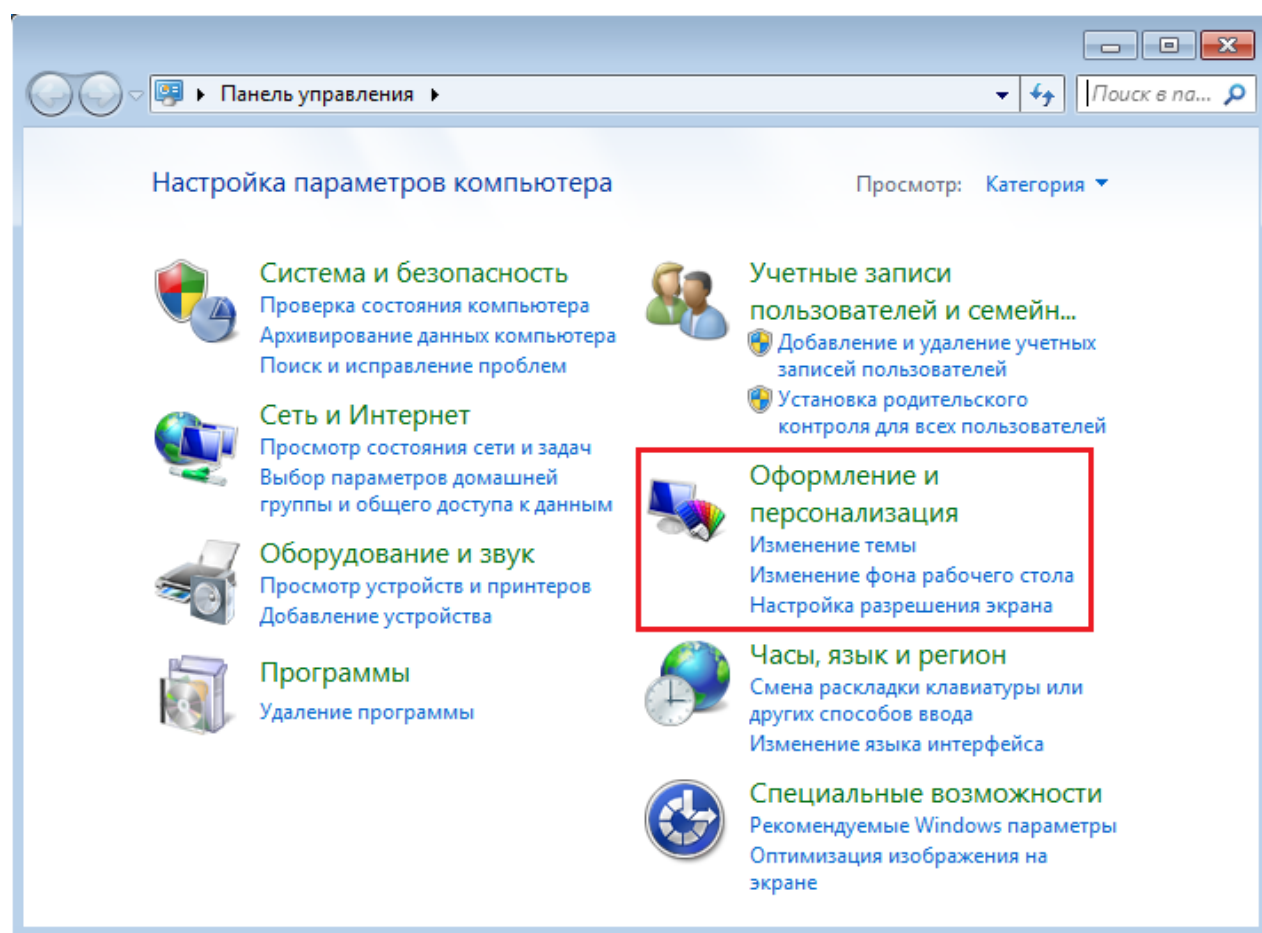 Панель управления
Поиск в па...
Настройка параметров компьютера
Просмотр: Категория
Система и безопасность
Проверка состояния компьютера
Архивирование данных компьютера
Поиск и исправление проблем
Сеть и Интернет
Просмотр состояния сети и задач
Выбор параметров домашней
группы и общего доступа к данным
Оборудование и звук
Просмотр устройств и принтеров
Добавление устройства
Программы
Удаление программы
Учетные записи
пользователей и семейн...
Добавление и удаление учетных
записей пользователей
Установка родительского
контроля для всех пользователей
Оформление и
персонализация
Изменение темы
Изменение фона рабочего стола
Настройка разрешения экрана
Часы, язык и регион
Смена раскладки клавиатуры или
других способов ввода
Изменение языка интерфейса
Специальные возможности
Рекомендуемые Windows параметры
Оптимизация изображения на
экране